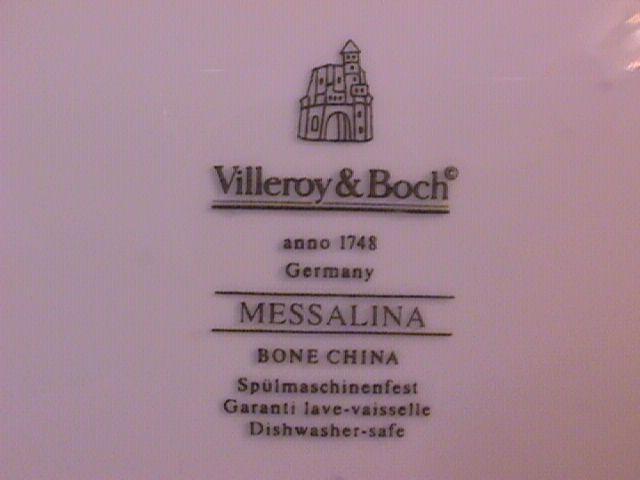 Villeroy & Boch©
anno 1748
Germany
MESSALINA
BONE CHINA
Spülmaschinenfest
Garanti lave-vaisselle
Dishwasher-safe